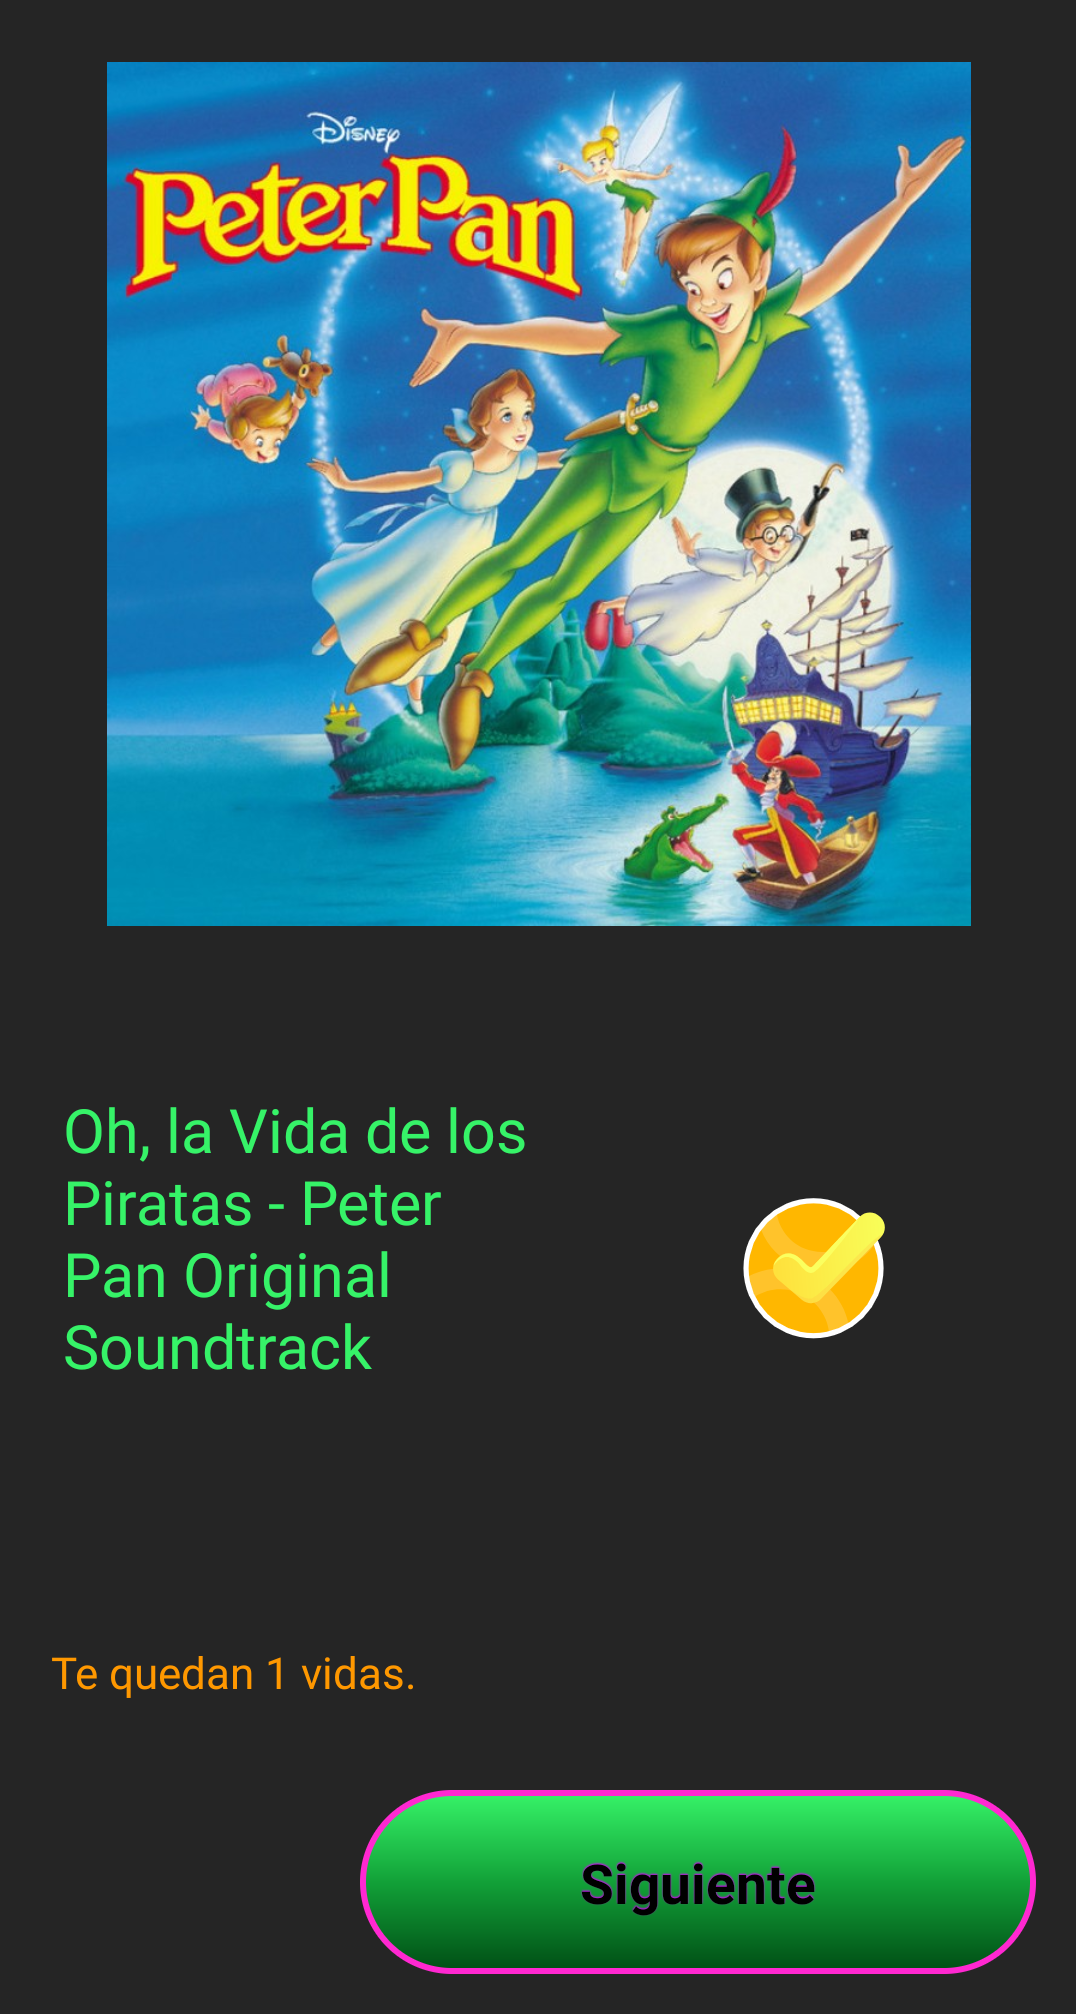 Disney
Peter Pan
Oh, la Vida de los
Piratas - Peter
Pan Original
Soundtrack
Te quedan 1 vidas.
Siguiente